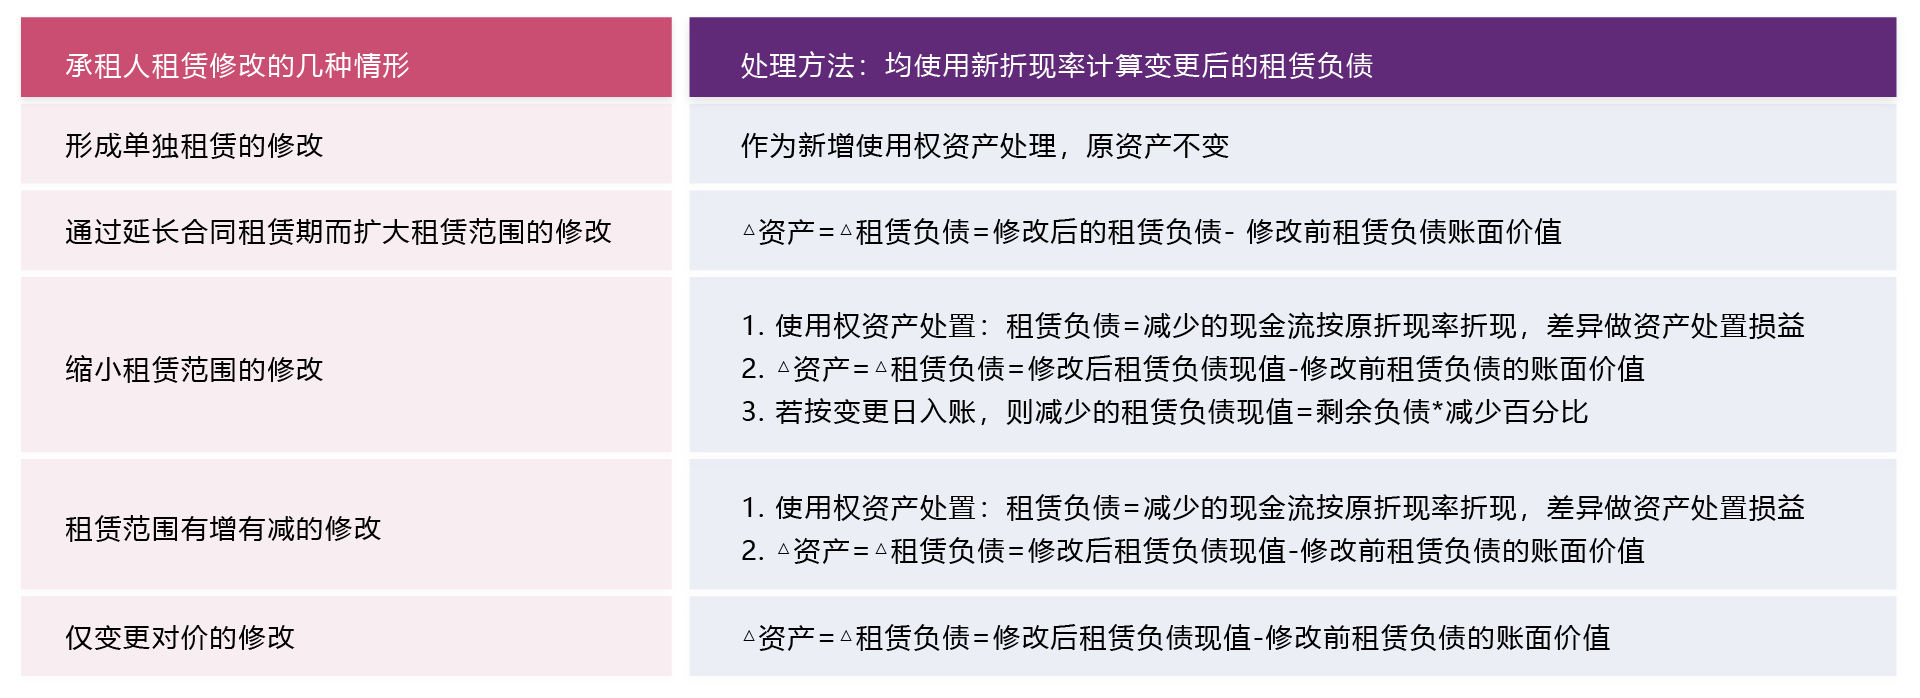 承租人租赁修改的几种情形
处理方法：均使用新折现率计算变更后的租赁负债
形成单独租赁的修改
作为新增使用权资产处理，原资产不变
通过延长合同租赁期而扩大租赁范围的修改
△资产=△租赁负债=修改后的租赁负债- 修改前租赁负债账面价值
缩小租赁范围的修改
1. 使用权资产处置：租赁负债=减少的现金流按原折现率折现，差异做资产处置损益
2. △资产=△租赁负债=修改后租赁负债现值-修改前租赁负债的账面价值
3. 若按变更日入账，则减少的租赁负债现值=剩余负债*减少百分比
租赁范围有增有减的修改
1. 使用权资产处置：租赁负债=减少的现金流按原折现率折现，差异做资产处置损益
2. △资产=△租赁负债=修改后租赁负债现值-修改前租赁负债的账面价值
仅变更对价的修改
△资产=△租赁负债=修改后租赁负债现值-修改前租赁负债的账面价值